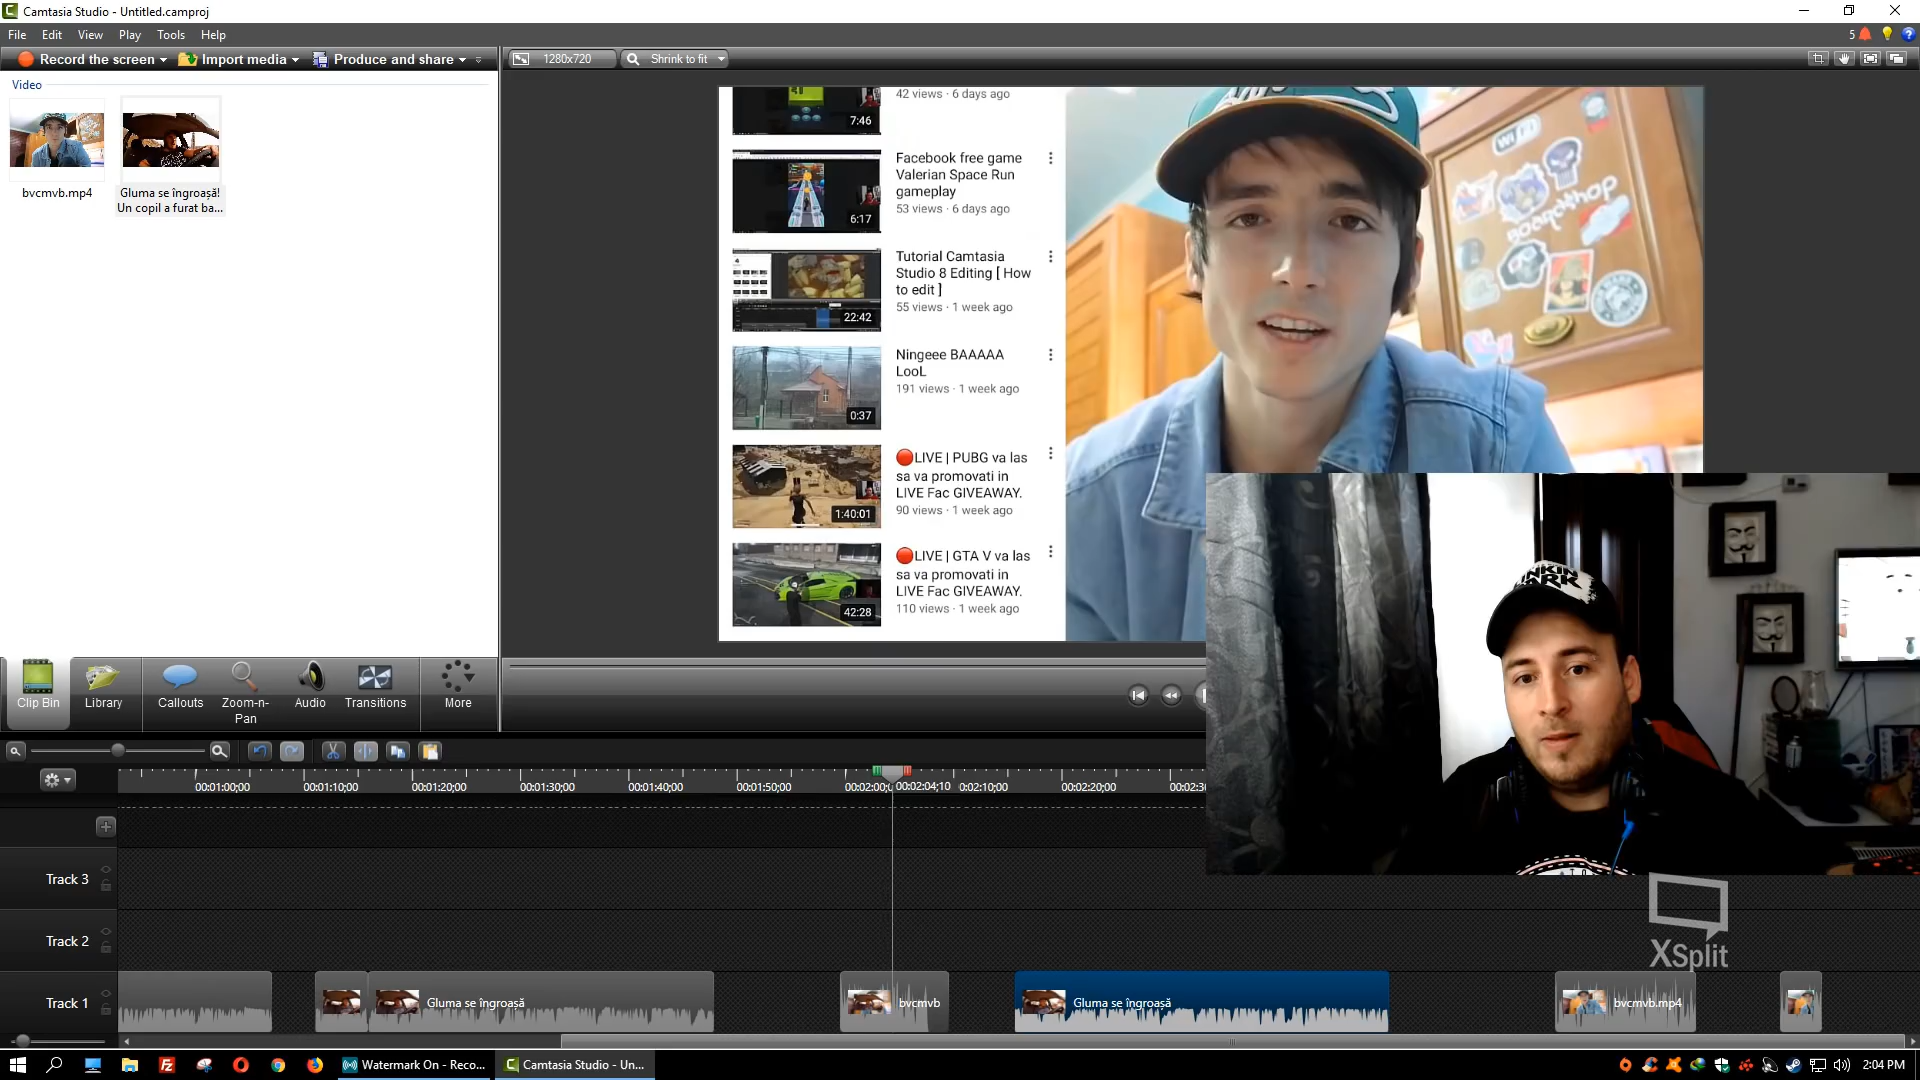 Camtasia Studio - Untitled.camproj
File Edit View Play Tools Help
5
Record the screen Import media Produce and share
1280x720 Shrink to fit
Video
bvcmvb.mp4
Gluma se îngroașă!
Un copil a furat ba...
42 views · 6 days ago
7:46
Facebook free game
Valerian Space Run
gameplay
53 views · 6 days ago
6:17
Tutorial Camtasia
Studio 8 Editing [ How
to edit ]
55 views · 1 week ago
22:42
Ningeee BAAAAA
LooL
191 views · 1 week ago
0:37
LIVE | PUBG va las
sa va promovati in
LIVE Fac GIVEAWAY.
90 views · 1 week ago
1:40:01
LIVE | GTA V va las
sa va promovati in
LIVE Fac GIVEAWAY.
110 views · 1 week ago
42:28
WiFi
Boardshop
PARK
Clip Bin Library Callouts Zoom-n-Pan Audio Transitions More
00:01:00;00 00:01:10;00 00:01:20;00 00:01:30;00 00:01:40;00 00:01:50;00 00:02:00;0 00:02:04;10 0:02:10;00 00:02:20;00 00:02:3
Track 3
Track 2
Track 1
Gluma se îngroașă
bvcmvb
Gluma se îngroașă
bvcmvb.mp4
XSplit
Watermark On - Reco...
Camtasia Studio - Un...
2:04 PM